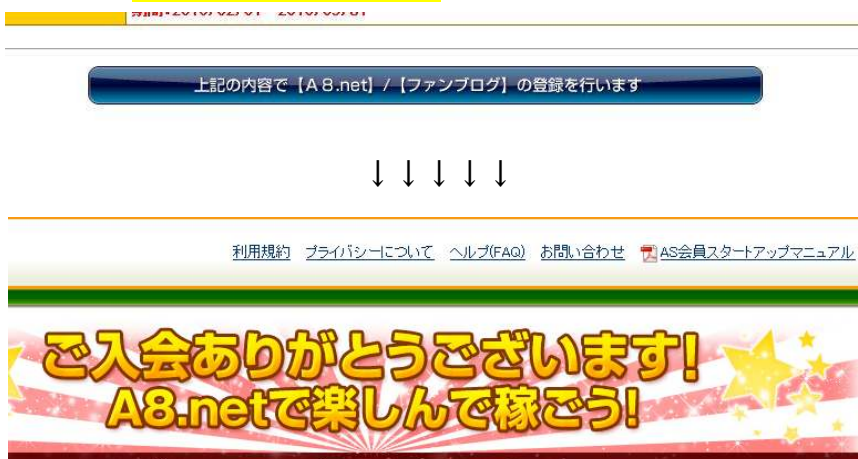 上記の内容で【A8.net】/【ファンブログ】の登録を行います
↓↓↓↓↓
利用規約 プライバシーについて ヘルプ(FAQ) お問い合わせ AS会員スタートアップマニュアル
ご入会ありがとうございます!
A8.netで楽しんで稼ごう!